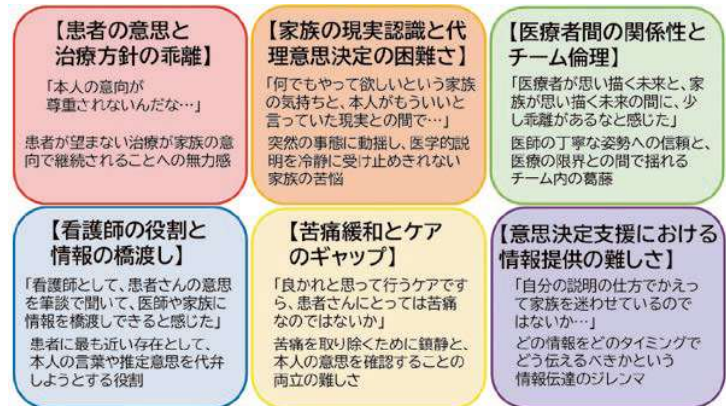 【患者の意思と
治療方針の乖離】
「本人の意向が
尊重されないんだな…」
患者が望まない治療が家族の意
向で継続されることへの無力感
【家族の現実認識と代
理意思決定の困難さ】
「何でもやって欲しいという家族
の気持ちと、本人がもういいと
言っていた現実との間で…」
突然の事態に動揺し、医学的説
明を冷静に受け止めきれない
家族の苦悩
【医療者間の関係性と
チーム倫理】
「医療者が思い描く未来と、家
族が思い描く未来の間に、少
し乖離があるなと感じた」
医師の丁寧な姿勢への信頼と、
医療の限界との間で揺れる
チーム内の葛藤
【看護師の役割と
情報の橋渡し】
「看護師として、患者さんの意思
を筆談で聞いて、医師や家族に
情報を橋渡しできると感じた」
患者に最も近い存在として、
本人の言葉や推定意思を代弁
しようとする役割
【苦痛緩和とケア
のギャップ】
「良かれと思って行うケアです
ら、患者さんにとっては苦痛
なのではないか」
苦痛を取り除くために鎮静と、
本人の意思を確認することの
両立の難しさ
【意思決定支援における
情報提供の難しさ】
「自分の説明の仕方でかえっ
て家族を迷わせているので
はないか…」
どの情報をどのタイミングで
どう伝えるべきかという
情報伝達のジレンマ